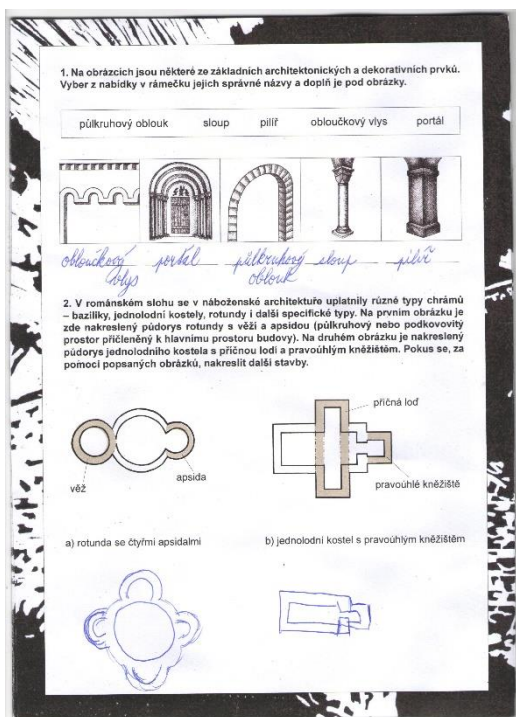 1. Na obrázcích jsou některé ze základních architektonických a dekorativních prvků.
Vyber z nabídky v rámečku jejich správné názvy a doplň je pod obrázky.
půlkruhový oblouk sloup pilíř obloučkový vlys portál
obloučkový portál půlkruhový sloup pilíř
vlys oblouk
2. V románském slohu se v náboženské architektuře uplatnily různé typy chrámů
– baziliky, jednolodní kostely, rotundy i další specifické typy. Na prvním obrázku je
zde nakreslený půdorys rotundy s věží a apsidou (půlkruhový nebo podkovovitý
prostor přičleněný k hlavnímu prostoru budovy). Na druhém obrázku je nakreslený
půdorys jednolodního kostela s příčnou lodí a pravoúhlým kněžištěm. Pokus se, za
pomoci popsaných obrázků, nakreslit další stavby.
příčná loď
apsida
věž
pravoúhlé kněžiště
a) rotunda se čtyřmi apsidalmi
b) jednolodní kostel s pravoúhlým kněžištěm